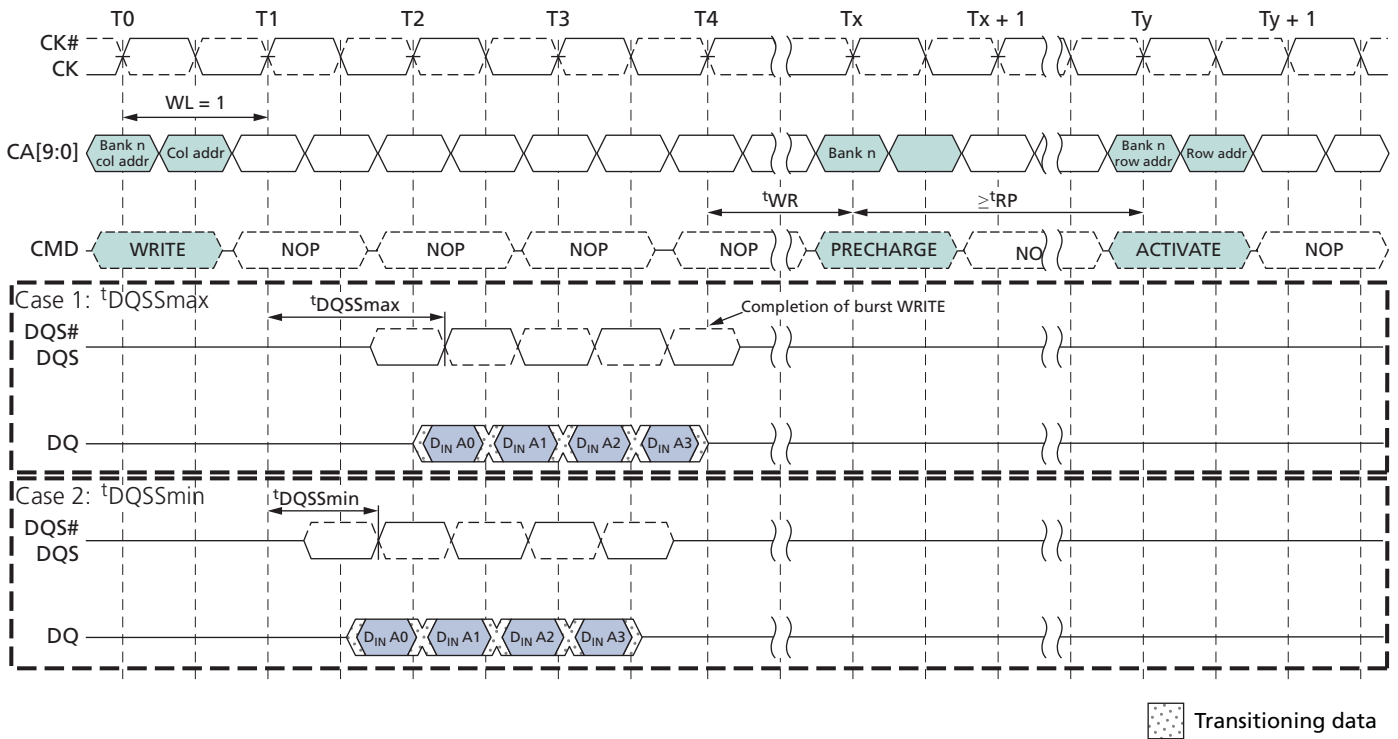 T0 T1 T2 T3 T4 Tx Tx + 1 Ty Ty + 1
CK#
CK
WL = 1
CA[9:0] Bank n col addr Col addr Bank n Bank n row addr Row addr
tWR ≥tRP
CMD WRITE NOP NOP NOP NOP PRECHARGE NO ACTIVATE NOP
Case 1: tDQSSmax
tDQSSmax
Completion of burst WRITE
DQS#
DQS
DQ DIN A0 DIN A1 DIN A2 DIN A3
Case 2: tDQSSmin
tDQSSmin
DQS#
DQS
DQ DIN A0 DIN A1 DIN A2 DIN A3
Transitioning data